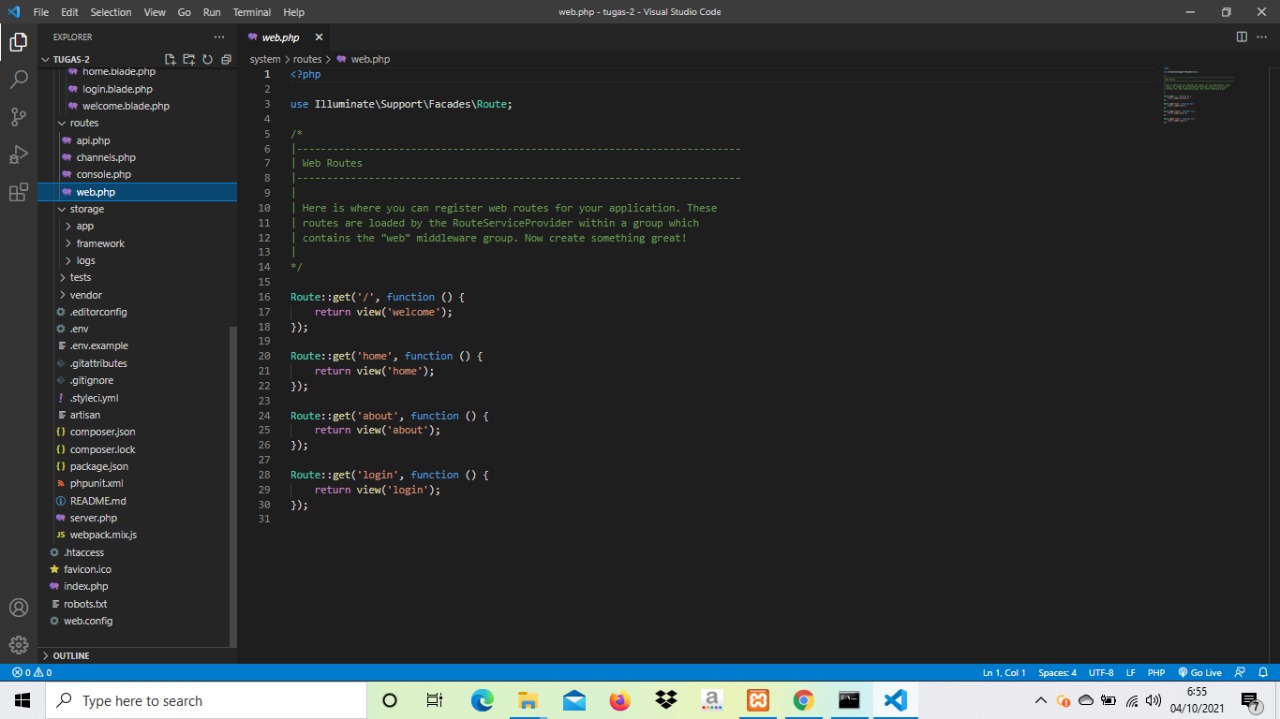 File Edit Selection View Go Run Terminal Help
web.php - tugas-2 - Visual Studio Code
EXPLORER
TUGAS-2
home.blade.php
login.blade.php
welcome.blade.php
routes
api.php
channels.php
console.php
web.php
storage
app
framework
logs
tests
vendor
.editorconfig
.env
.env.example
.gitattributes
.gitignore
.styleci.yml
artisan
composer.json
composer.lock
package.json
phpunit.xml
README.md
server.php
webpack.mix.js
.htaccess
favicon.ico
index.php
robots.txt
web.config
OUTLINE
web.php
system > routes > web.php
1 <?php
2
3 use Illuminate\Support\Facades\Route;
4
5 /*
6 |--------------------------------------------------------------------------
7 | Web Routes
8 |--------------------------------------------------------------------------
9 |
10 | Here is where you can register web routes for your application. These
11 | routes are loaded by the RouteServiceProvider within a group which
12 | contains the "web" middleware group. Now create something great!
13 |
14 */
15
16 Route::get('/', function () {
17 return view('welcome');
18 });
19
20 Route::get('home', function () {
21 return view('home');
22 });
23
24 Route::get('about', function () {
25 return view('about');
26 });
27
28 Route::get('login', function () {
29 return view('login');
30 });
31
0 0
Ln 1, Col 1 Spaces: 4 UTF-8 LF PHP Go Live
Type here to search
6:55
04/10/2021
7